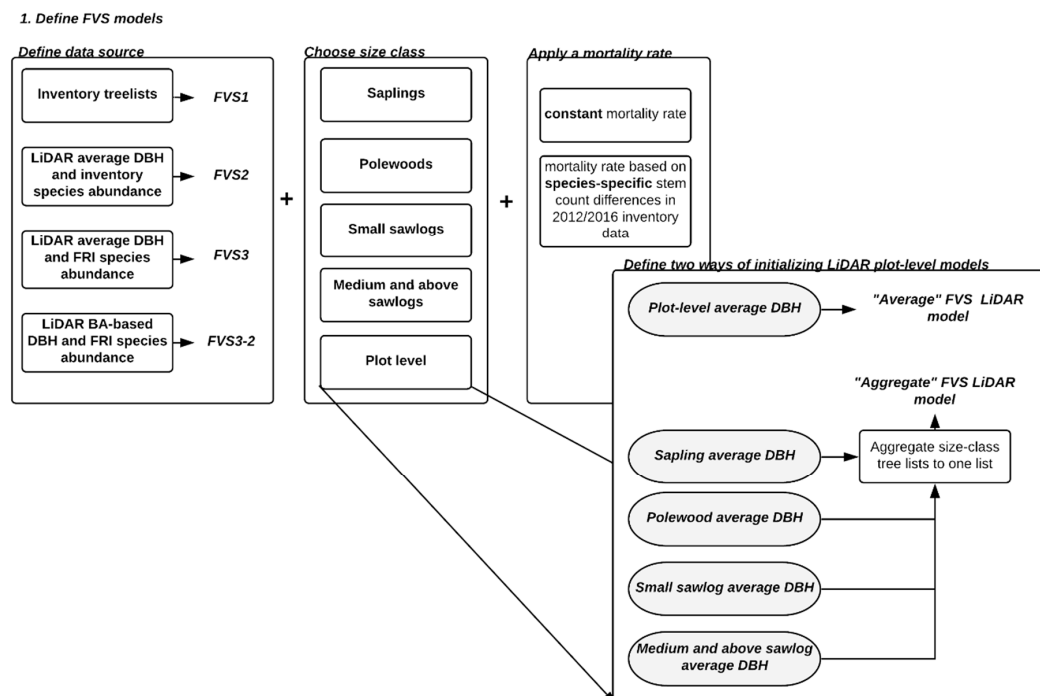 1. Define FVS models
Define data source
Inventory treelists
FVS1
LiDAR average DBH
and inventory
species abundance
FVS2
LiDAR average DBH
and FRI species
abundance
FVS3
LiDAR BA-based
DBH and FRI species
abundance
FVS3-2
+
Choose size class
Saplings
Polewoods
Small sawlogs
Medium and above
sawlogs
Plot level
+
Apply a mortality rate
constant mortality rate
mortality rate based on
species-specific stem
count differences in
2012/2016 inventory
data
Define two ways of initializing LiDAR plot-level models
Plot-level average DBH
"Average" FVS LiDAR
model
"Aggregate" FVS LiDAR
model
Sapling average DBH
Aggregate size-class
tree lists to one list
Polewood average DBH
Small sawlog average DBH
Medium and above sawlog
average DBH